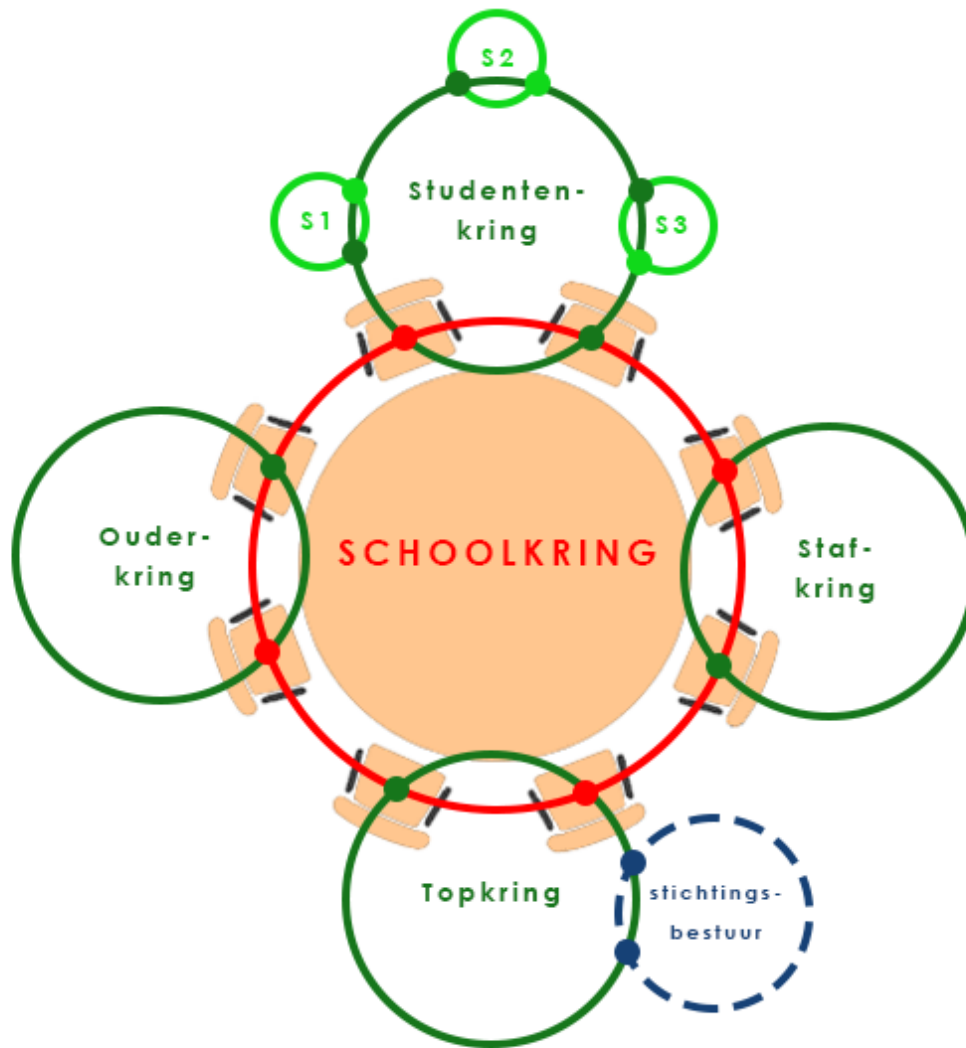 S2
Studenten-
kring
S1
S3
Ouder-
kring
SCHOOLKRING
Staf-
kring
Topkring
stichtings-
bestuur